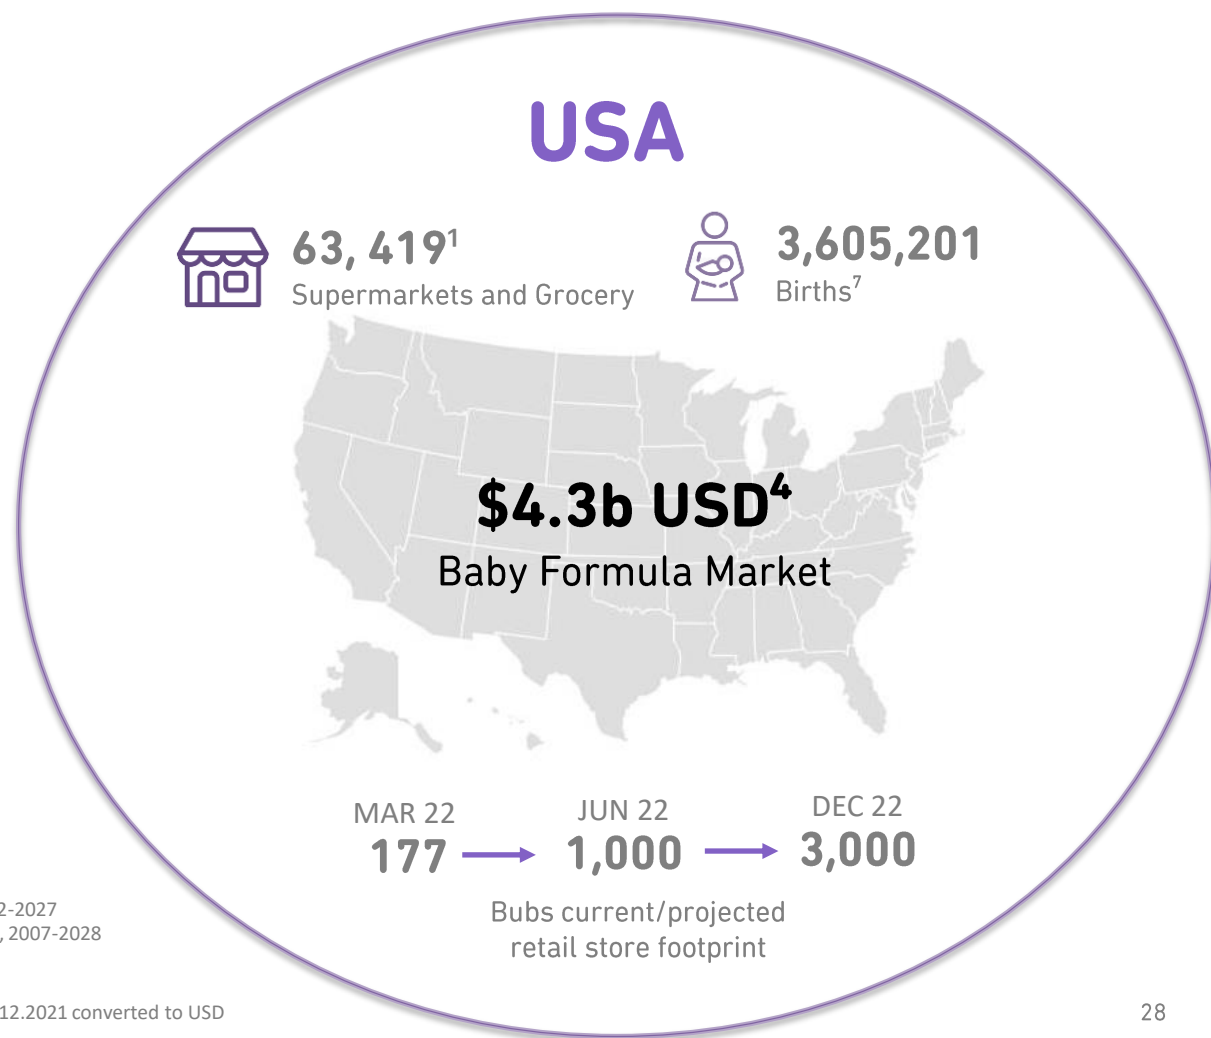 USA
63, 419¹
Supermarkets and Grocery
3,605,201
Births⁷
$4.3b USD⁴
Baby Formula Market
MAR 22
177
JUN 22
1,000
DEC 22
3,000
Bubs current/projected
retail store footprint
2-2027
, 2007-2028
12.2021 converted to USD
28